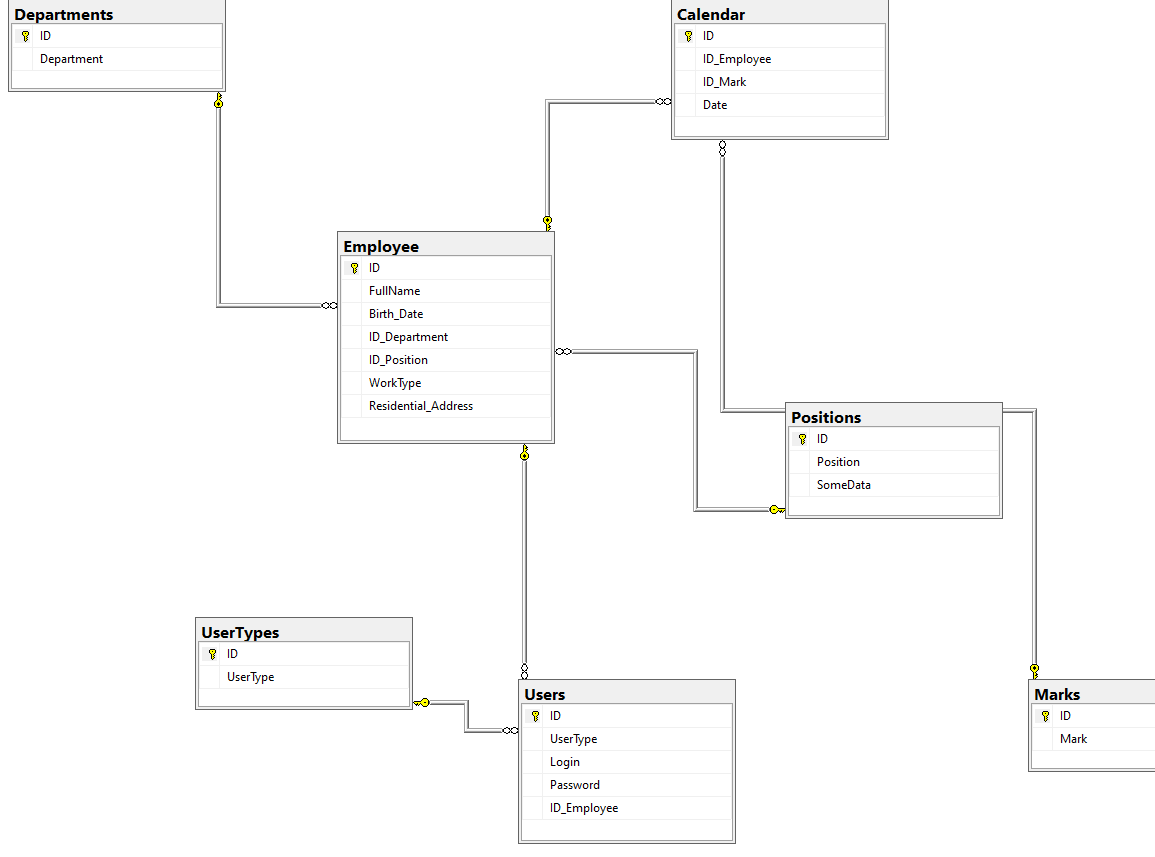 Departments
ID
Department
Calendar
ID
ID_Employee
ID_Mark
Date
Employee
ID
FullName
Birth_Date
ID_Department
ID_Position
WorkType
Residential_Address
Positions
ID
Position
SomeData
UserTypes
ID
UserType
Users
ID
UserType
Login
Password
ID_Employee
Marks
ID
Mark